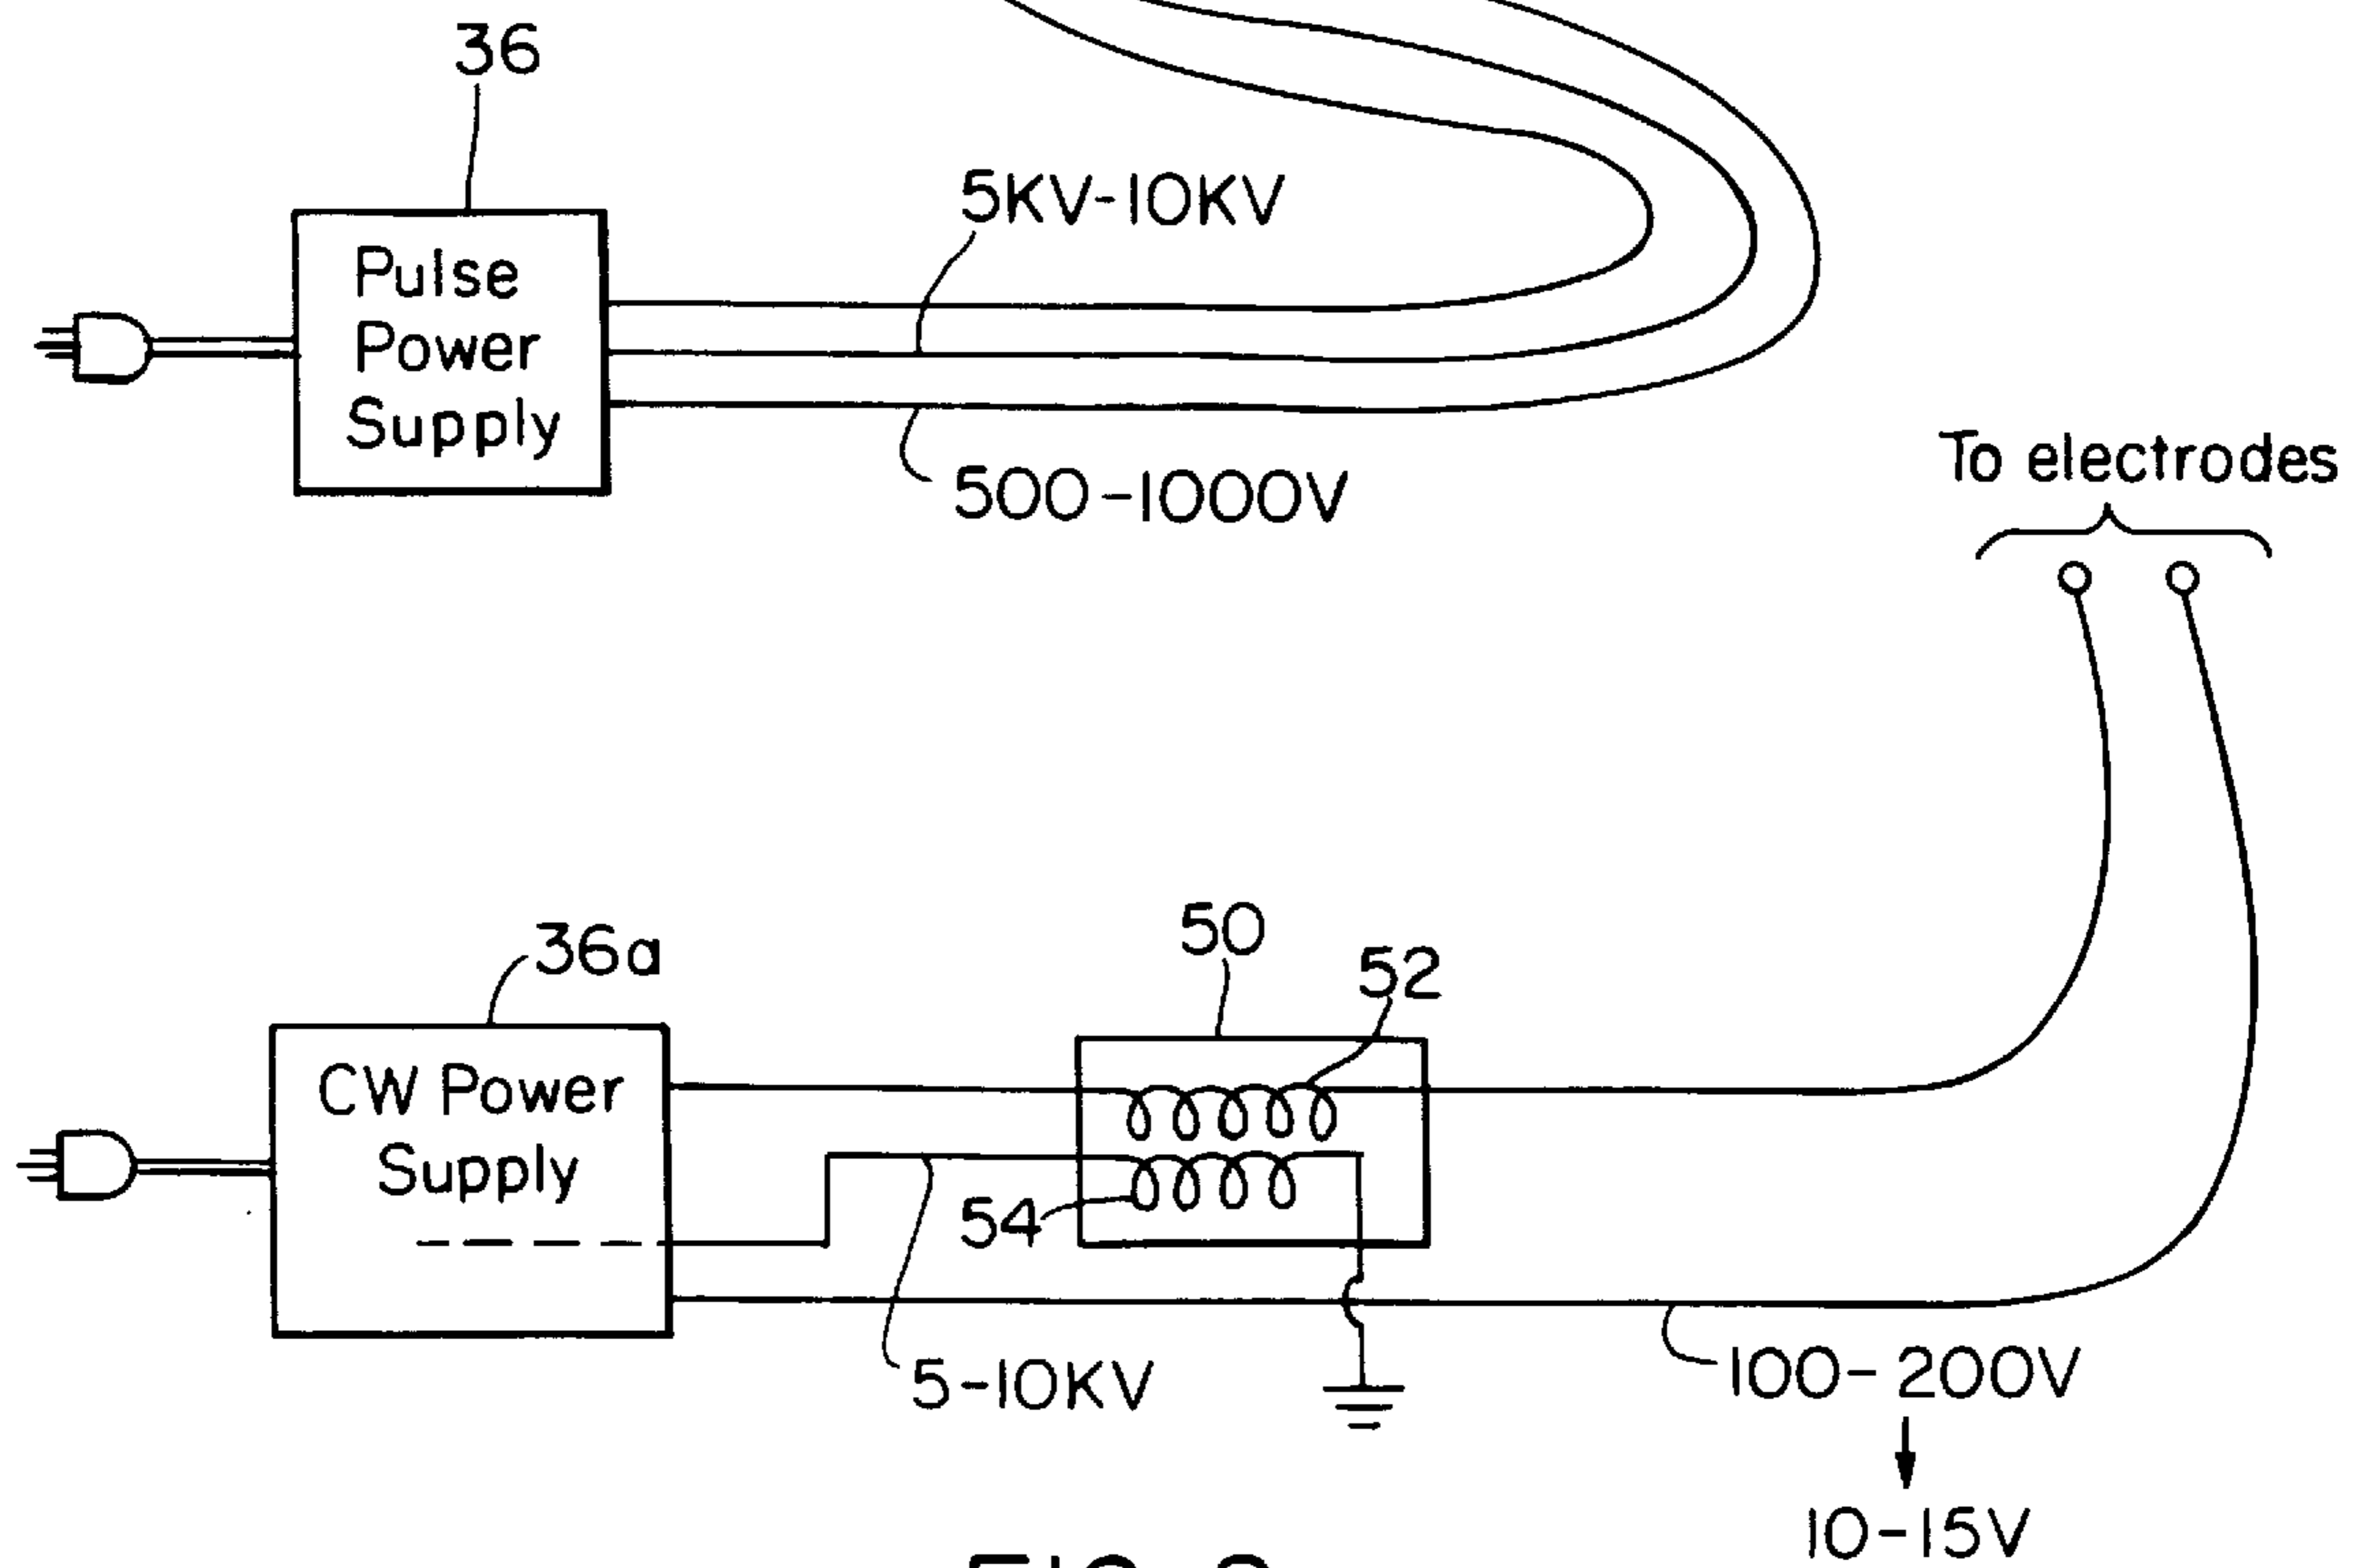 36
5KV-10KV
Pulse
Power
Supply
500-1000V
To electrodes
36a
50
52
CW Power
Supply
54
5-10KV
100-200V
10-15V